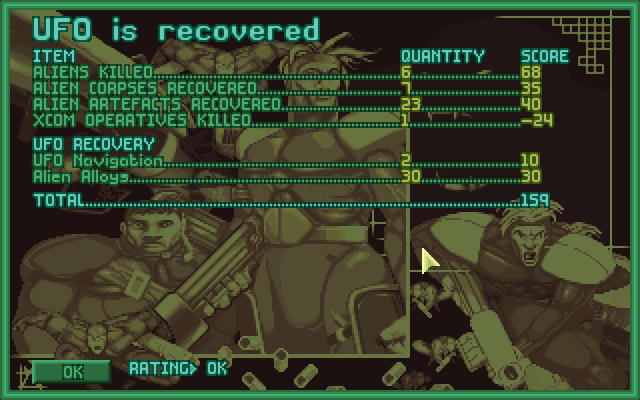 UFO is recovered
ITEM QUANTITY SCORE
ALIENS KILLED 6 68
ALIEN CORPSES RECOVERED 7 35
ALIEN ARTEFACTS RECOVERED 23 40
XCOM OPERATIVES KILLED 1 -24
UFO RECOVERY
UFO Navigation 2 10
Alien Alloys 30 30
TOTAL 159
OK RATING> OK